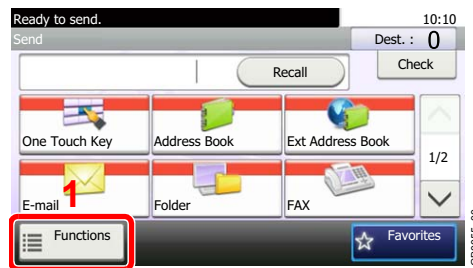 Ready to send.
10:10
Send
Dest. :
0
Recall
Check
One Touch Key
Address Book
Ext Address Book
1/2
E-mail
Folder
FAX
1
Functions
Favorites